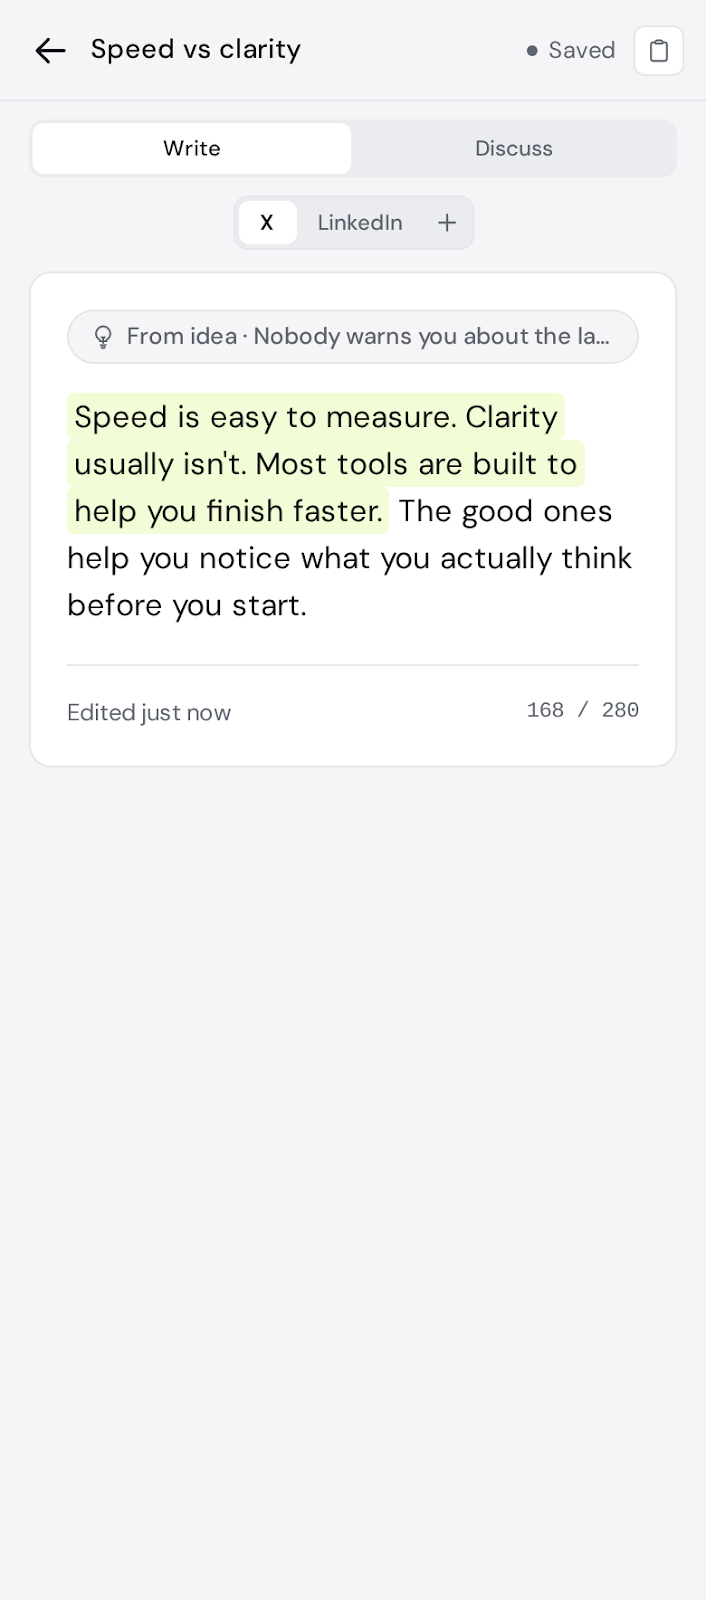 Speed vs clarity
Saved
Write
Discuss
X
LinkedIn
From idea · Nobody warns you about the la...
Speed is easy to measure. Clarity
usually isn't. Most tools are built to
help you finish faster. The good ones
help you notice what you actually think
before you start.
Edited just now
168 / 280